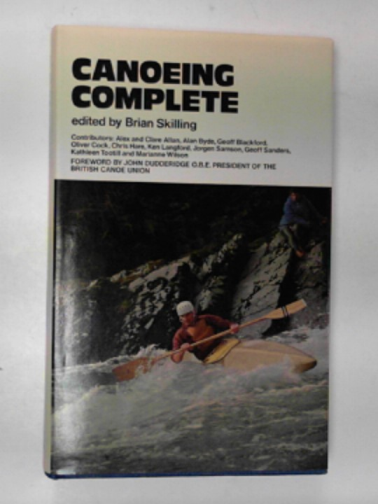 CANOEING
COMPLETE
edited by Brian Skilling
Contributors: Alex and Clare Allan, Alan Byde, Geoff Blackford,
Oliver Cock, Chris Hare, Ken Langford, Jorgen Samson, Geoff Sanders,
Kathleen Tootill and Marianne Wilson
FOREWORD BY JOHN DUDDERIDGE O.B.E. PRESIDENT OF THE
BRITISH CANOE UNION